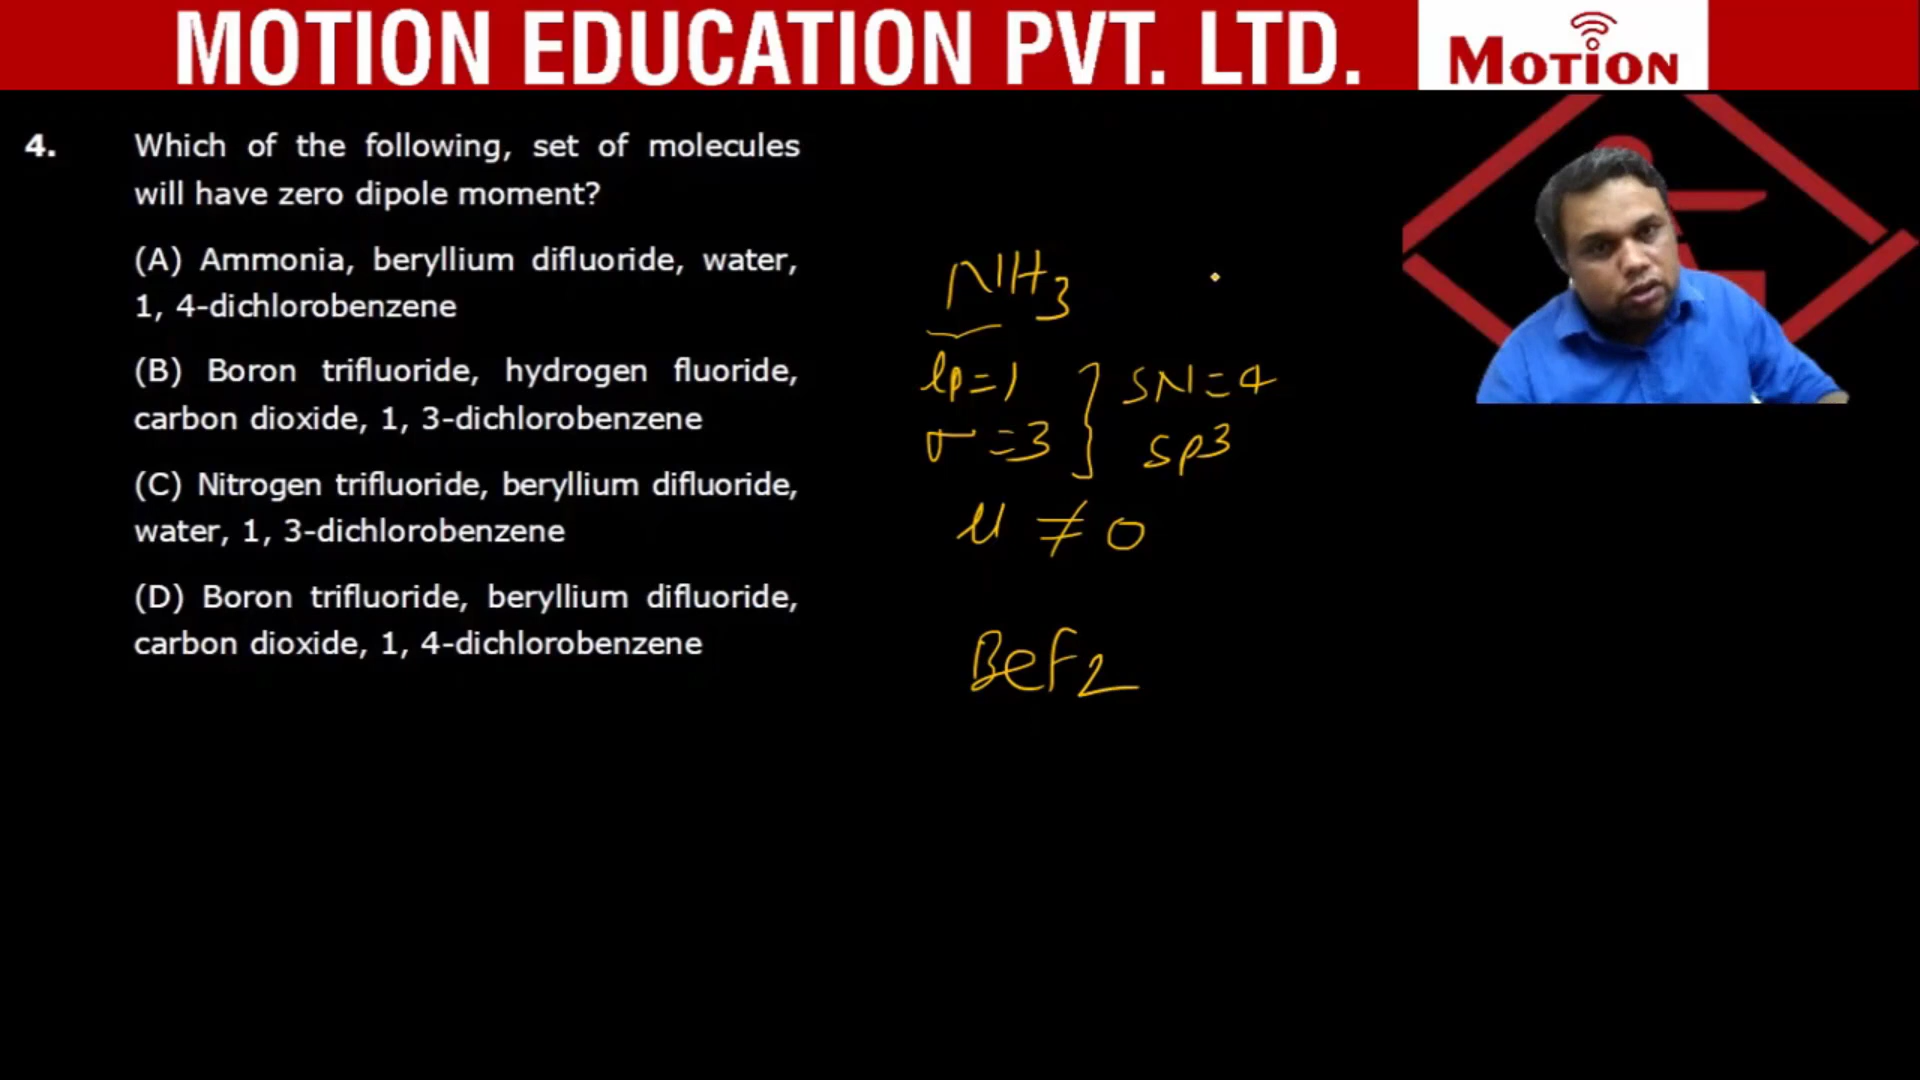 MOTION EDUCATION PVT. LTD.
MOTION
4. Which of the following, set of molecules
will have zero dipole moment?
(A) Ammonia, beryllium difluoride, water,
1, 4-dichlorobenzene
(B) Boron trifluoride, hydrogen fluoride,
carbon dioxide, 1, 3-dichlorobenzene
(C) Nitrogen trifluoride, beryllium difluoride,
water, 1, 3-dichlorobenzene
(D) Boron trifluoride, beryllium difluoride,
carbon dioxide, 1, 4-dichlorobenzene
NH3
lp=1 } SN=4
σ=3 sp3
μ ≠ 0
BeF2